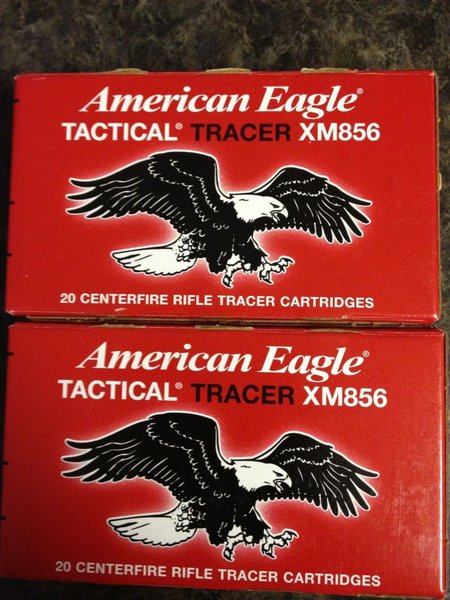 American Eagle®
TACTICAL® TRACER XM856
20 CENTERFIRE RIFLE TRACER CARTRIDGES
American Eagle®
TACTICAL® TRACER XM856
20 CENTERFIRE RIFLE TRACER CARTRIDGES